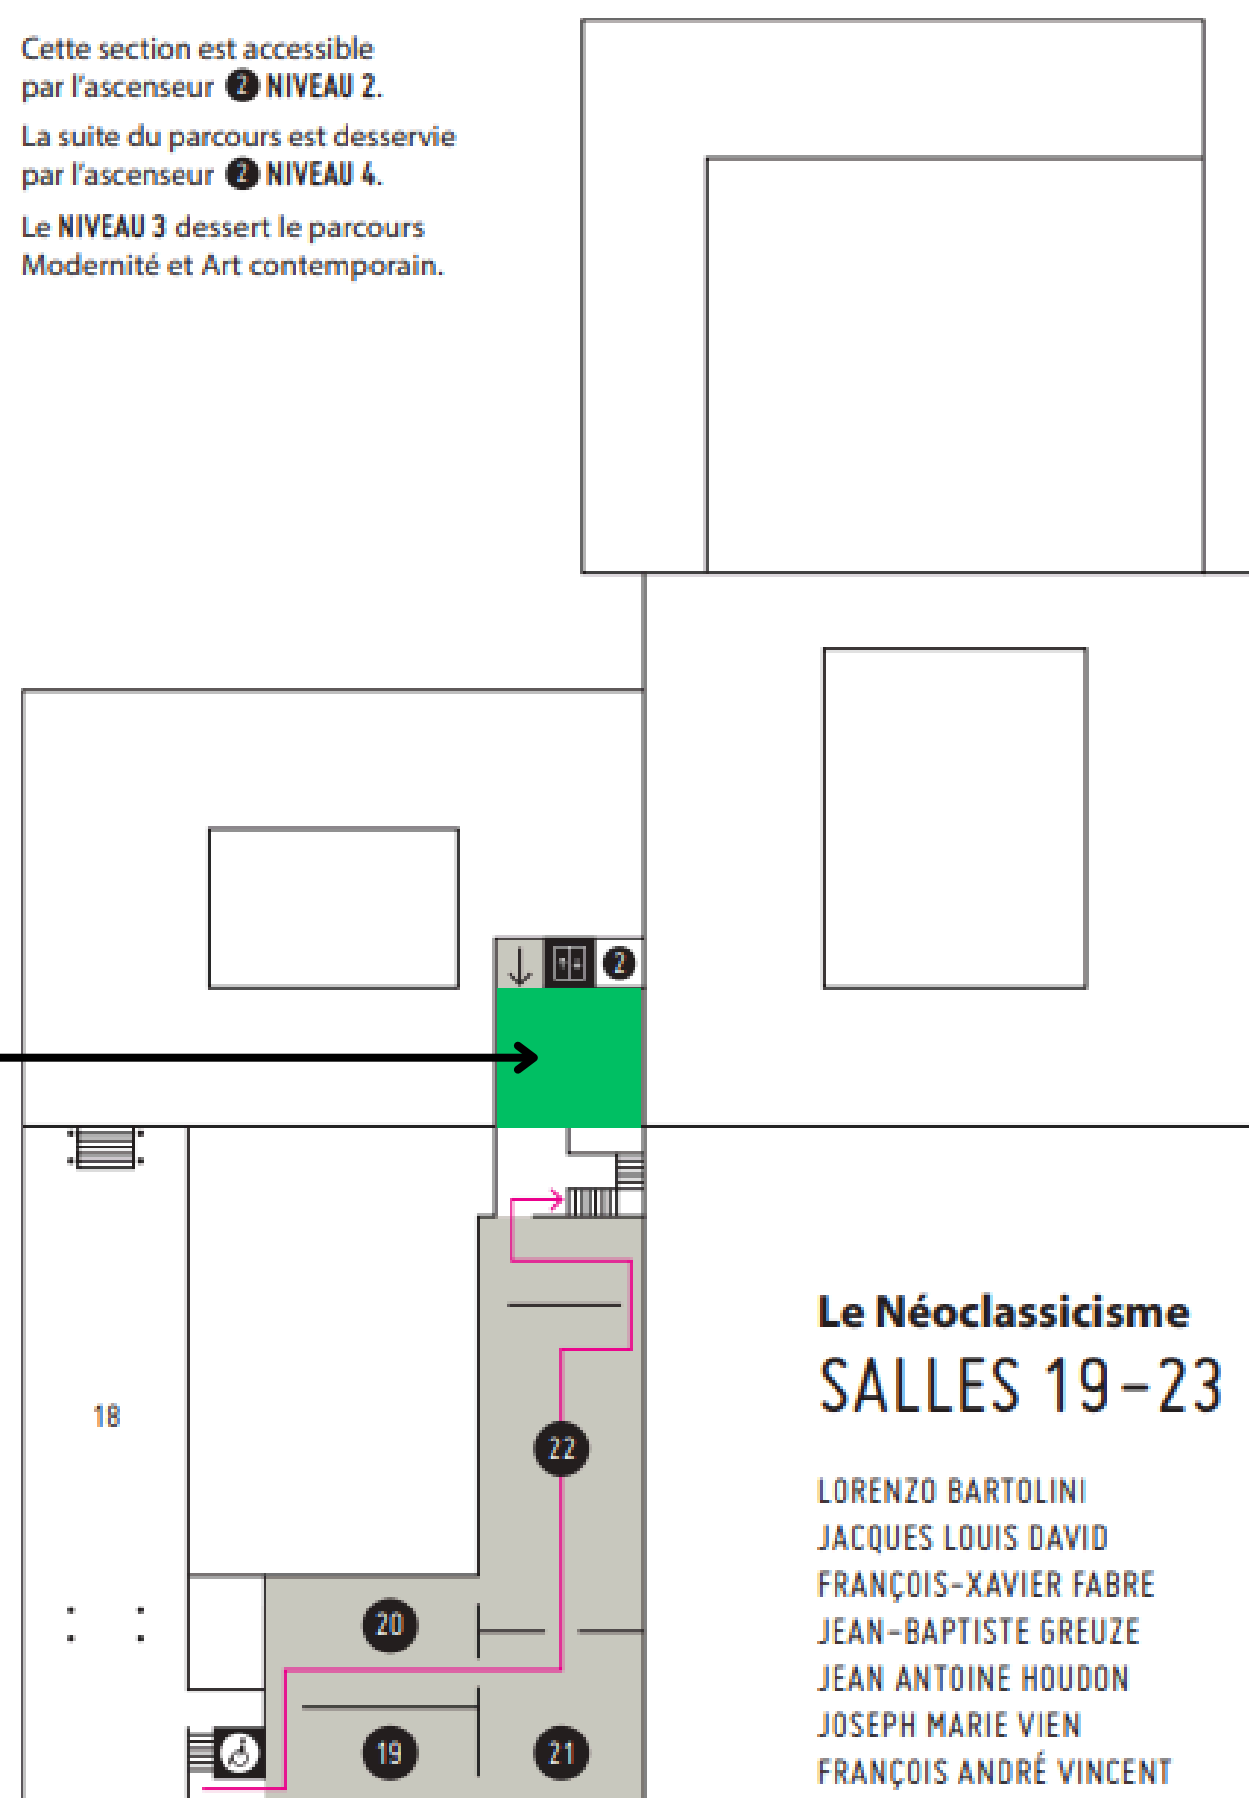 Cette section est accessible
par l'ascenseur 2 NIVEAU 2.
La suite du parcours est desservie
par l'ascenseur 2 NIVEAU 4.
Le NIVEAU 3 dessert le parcours
Modernité et Art contemporain.
2
18
22
20
19
21
Le Néoclassicisme
SALLES 19–23
LORENZO BARTOLINI
JACQUES LOUIS DAVID
FRANÇOIS-XAVIER FABRE
JEAN-BAPTISTE GREUZE
JEAN ANTOINE HOUDON
JOSEPH MARIE VIEN
FRANÇOIS ANDRÉ VINCENT